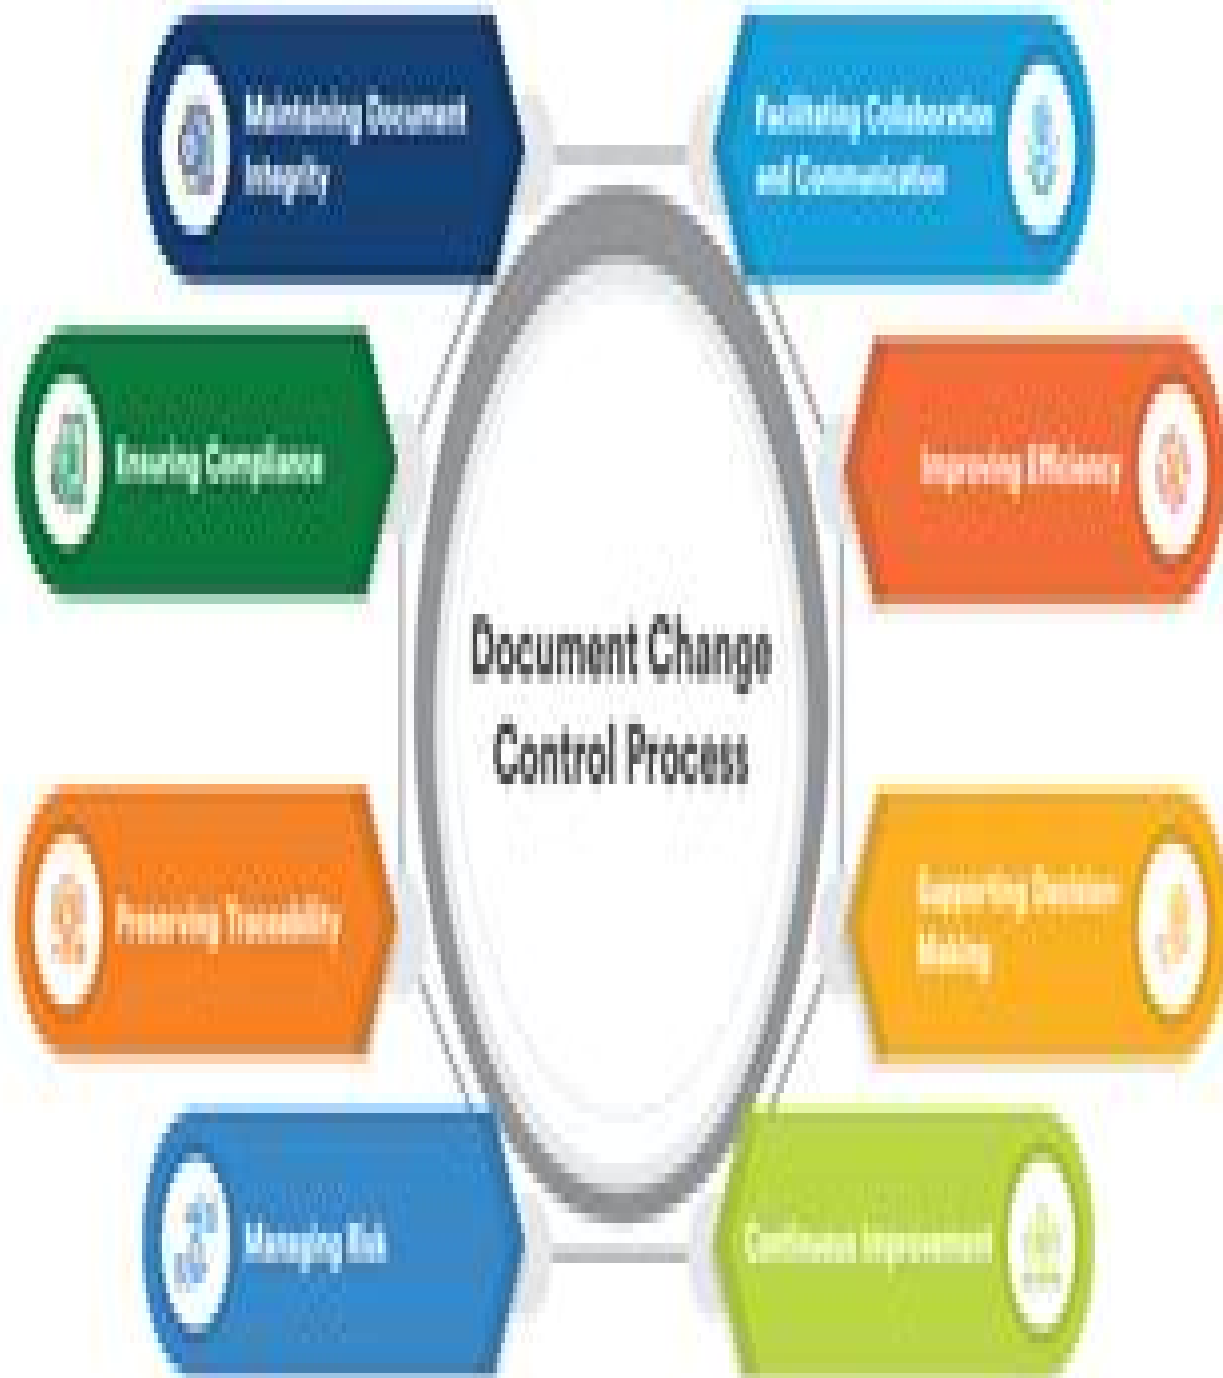 Maintaining Document
Integrity
Facilitating Collaboration
and Communication
Ensuring Compliance
Improving Efficiency
Document Change
Control Process
Preserving Traceability
Supporting Decision
Making
Managing Risk
Continuous Improvement